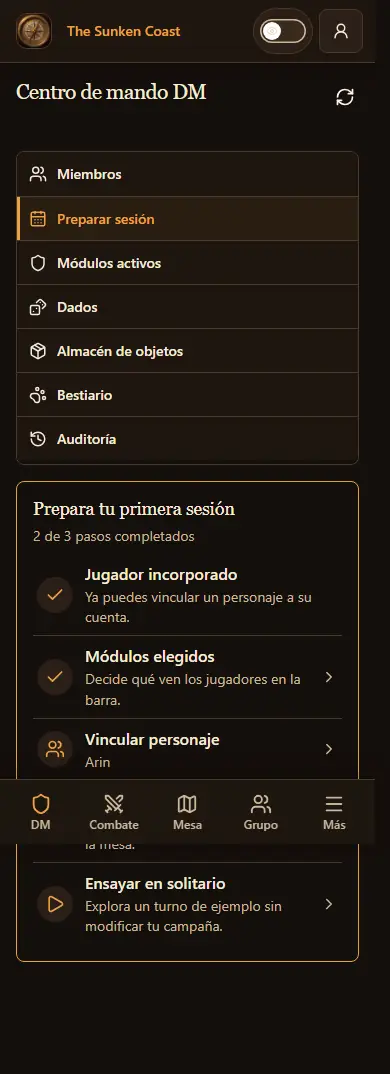 The Sunken Coast
Centro de mando DM
Miembros
Preparar sesión
Módulos activos
Dados
Almacén de objetos
Bestiario
Auditoría
Prepara tu primera sesión
2 de 3 pasos completados
Jugador incorporado
Ya puedes vincular un personaje a su
cuenta.
Módulos elegidos
Decide qué ven los jugadores en la
barra.
Vincular personaje
Arin
DM
Combate
Mesa
Grupo
Más
la mesa.
Ensayar en solitario
Explora un turno de ejemplo sin
modificar tu campaña.